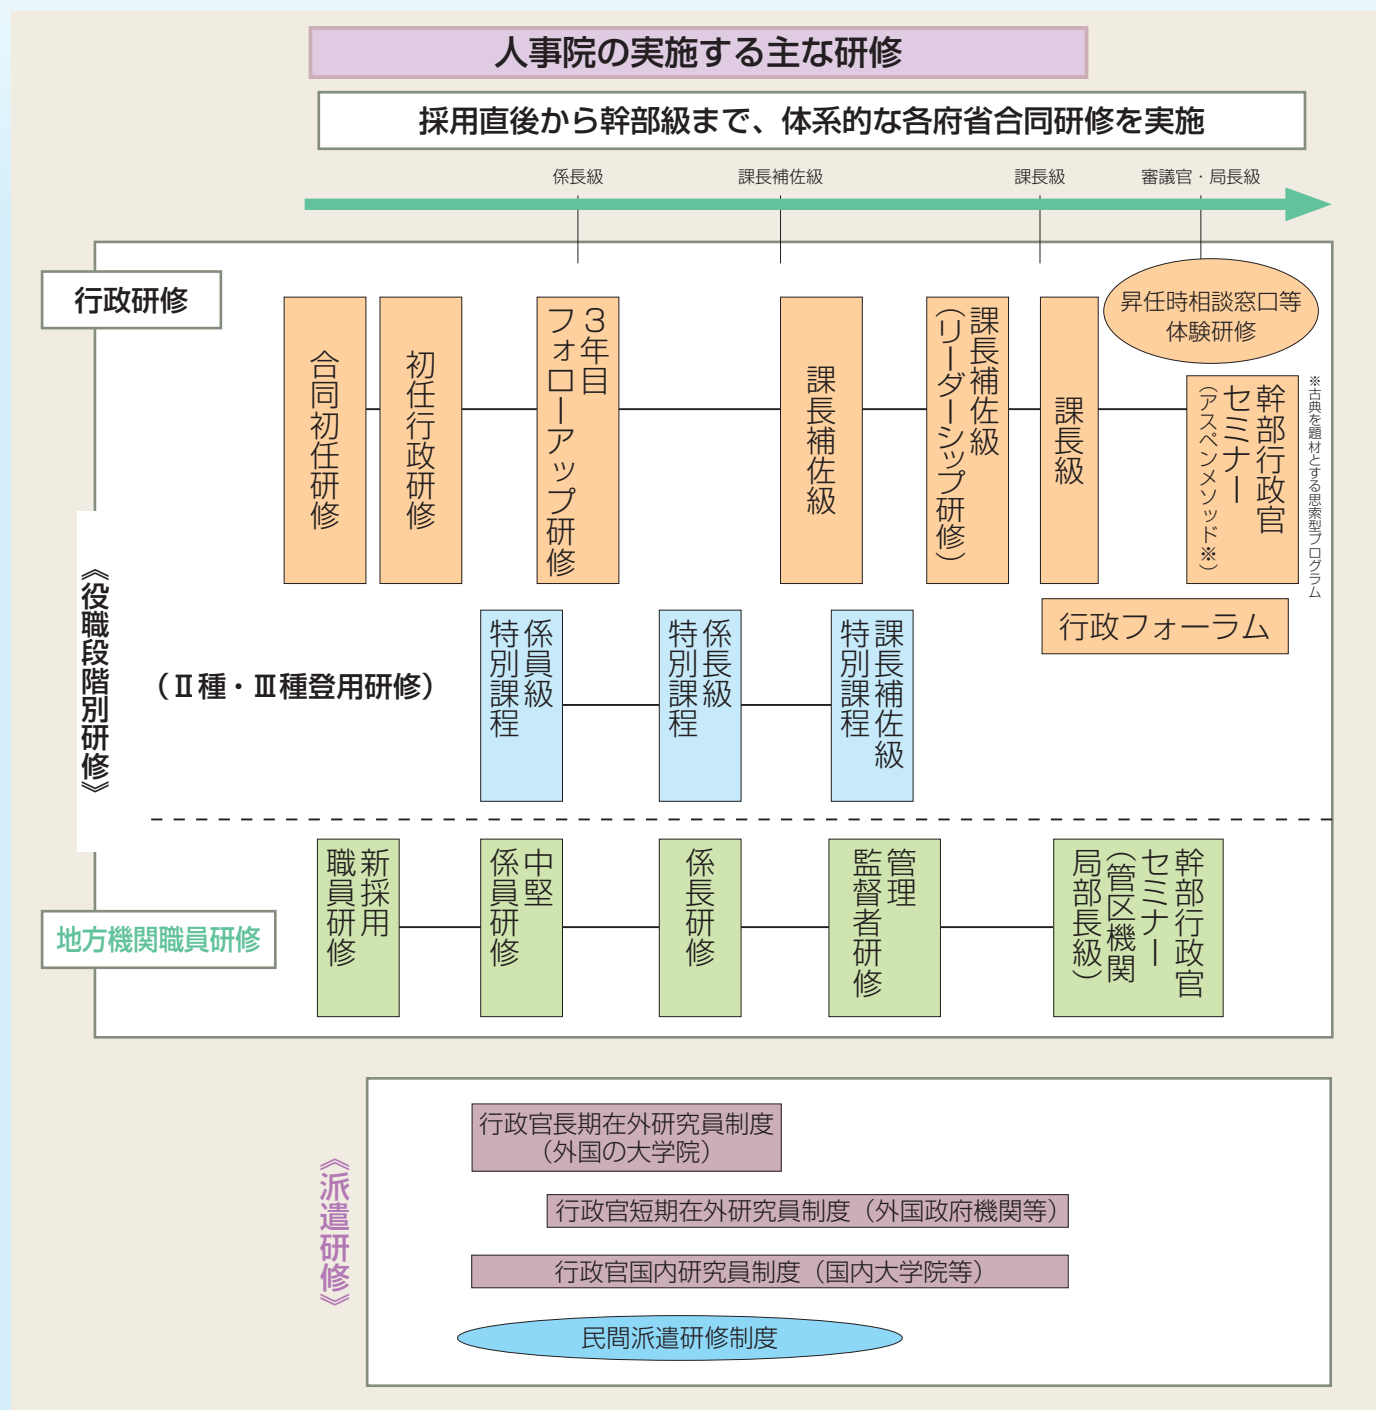 人事院の実施する主な研修
採用直後から幹部級まで、体系的な各府省合同研修を実施
係長級
課長補佐級
課長級
審議官・局長級
行政研修
合同初任研修
初任行政研修
3年目
フォローアップ研修
課長補佐級
課長補佐級
（リーダーシップ研修）
課長級
昇任時相談窓口等
体験研修
幹部行政官
セミナー
（アスペンメソッド※）
※古典を題材とする思索型プログラム
行政フォーラム
《役職段階別研修》
（Ⅱ種・Ⅲ種登用研修）
係員級
特別課程
係長級
特別課程
課長補佐級
特別課程
地方機関職員研修
新採用
職員研修
中堅
係員研修
係長研修
管理
監督者研修
幹部行政官
セミナー
（管区機関
局部長級）
《派遣研修》
行政官長期在外研究員制度
（外国の大学院）
行政官短期在外研究員制度（外国政府機関等）
行政官国内研究員制度（国内大学院等）
民間派遣研修制度